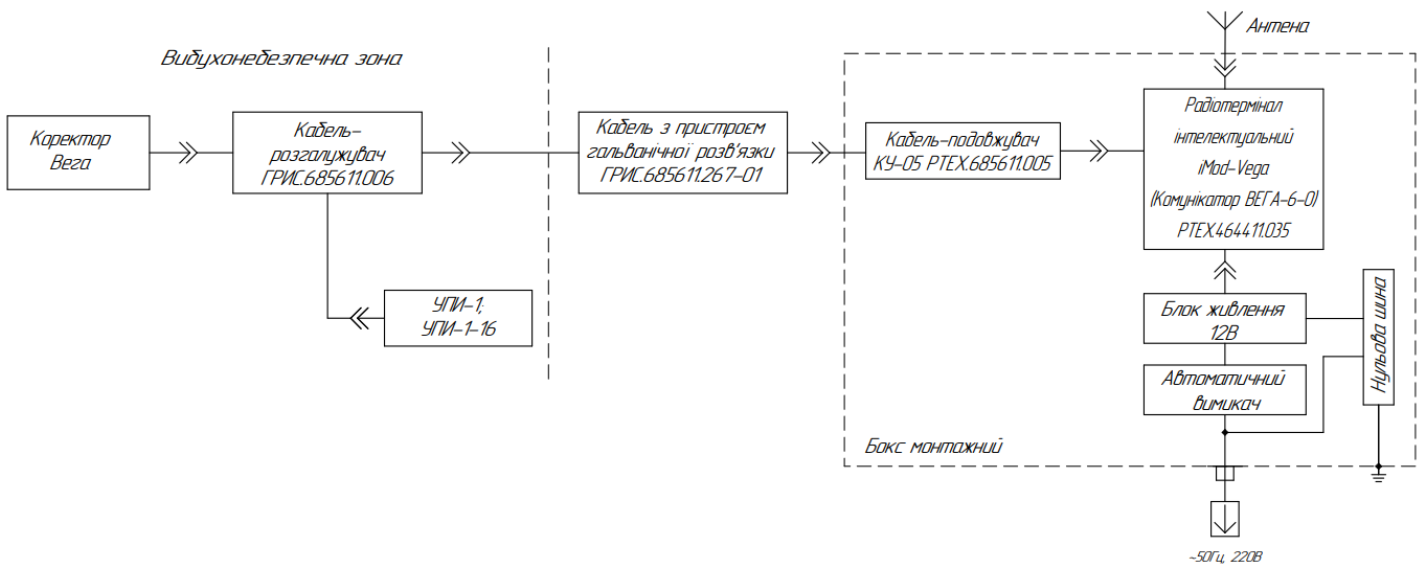 Антена
Вибухонебезпечна зона
Коректор
Вега
Кабель-
розгалужувач
ГРИС.685611.006
Кабель з пристроєм
гальванічної розв'язки
ГРИС.685611.267-01
Кабель-подовжувач
КУ-05 РТЕХ.685611.005
Радіотермінал
інтелектуальний
iMod-Vega
(Комунікатор ВЕГА-6-0)
РТЕХ.464411.035
УПИ-1;
УПИ-1-16
Блок живлення
12В
Нульова шина
Автоматичний
вимикач
Бокс монтажний
~50Гц, 220В